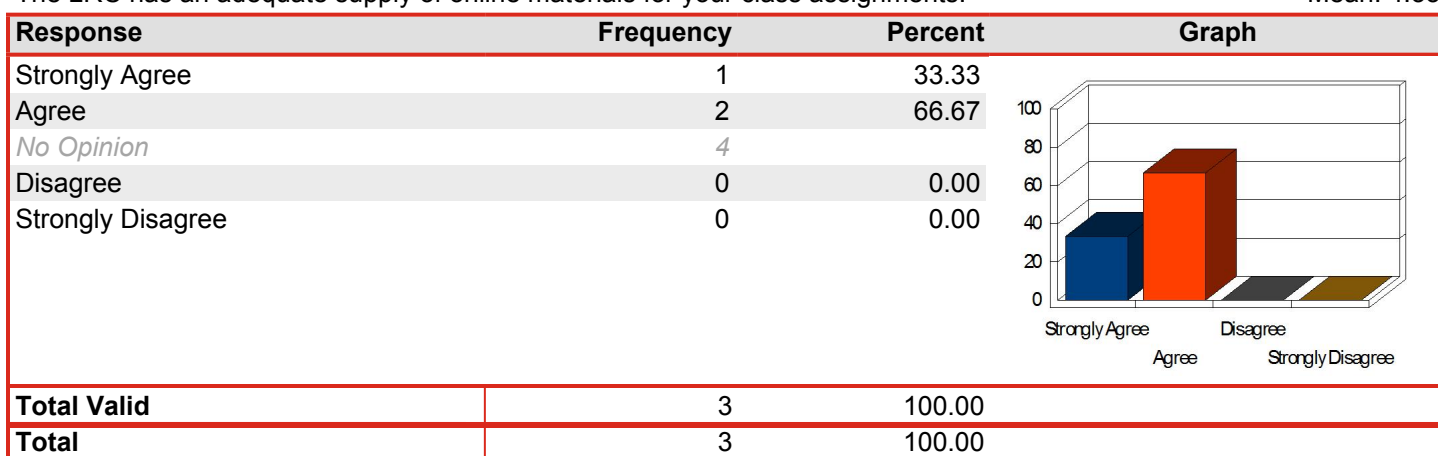 Response Frequency Percent Graph
Strongly Agree 1 33.33
Agree 2 66.67
No Opinion 4
Disagree 0 0.00
Strongly Disagree 0 0.00
100
80
60
40
20
0
Strongly Agree Disagree
Agree Strongly Disagree
Total Valid 3 100.00
Total 3 100.00